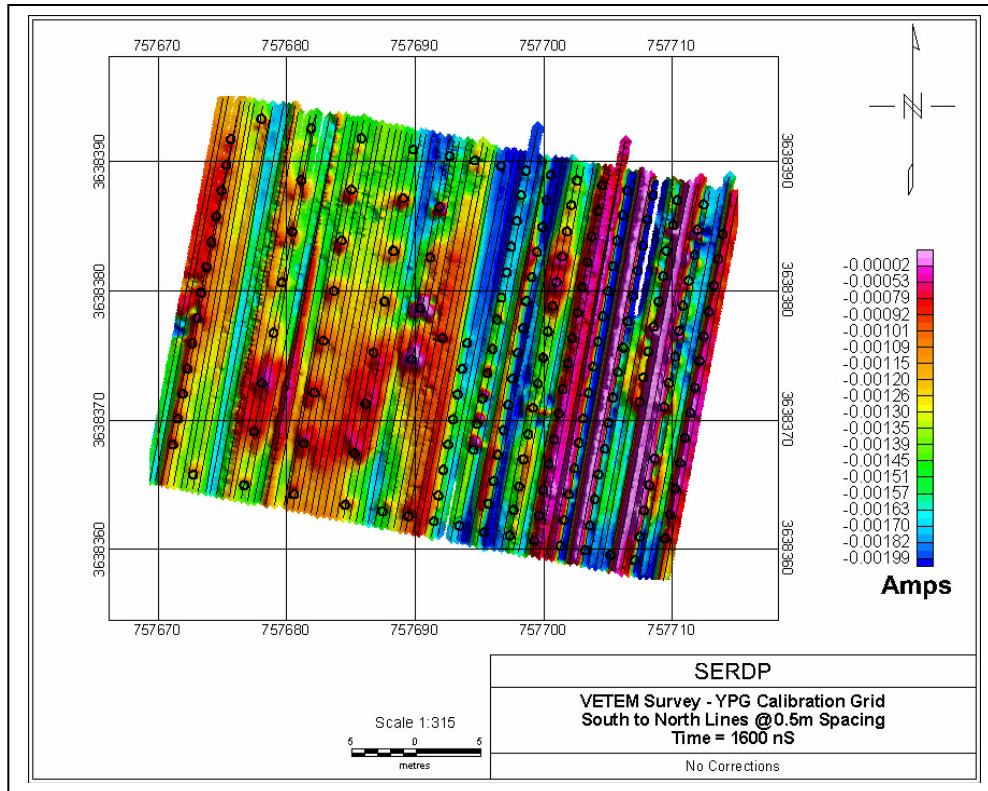 757670 757680 757690 757700 757710
3638390 3638390
N
3638380 3638380
3638370 3638370
3638360 3638360
757670 757680 757690 757700 757710
-0.00002
-0.00053
-0.00079
-0.00092
-0.00101
-0.00109
-0.00115
-0.00120
-0.00126
-0.00130
-0.00135
-0.00139
-0.00145
-0.00151
-0.00157
-0.00163
-0.00170
-0.00182
-0.00199
Amps
Scale 1:315
5 0 5
metres
SERDP
VETEM Survey - YPG Calibration Grid
South to North Lines @0.5m Spacing
Time = 1600 nS
No Corrections